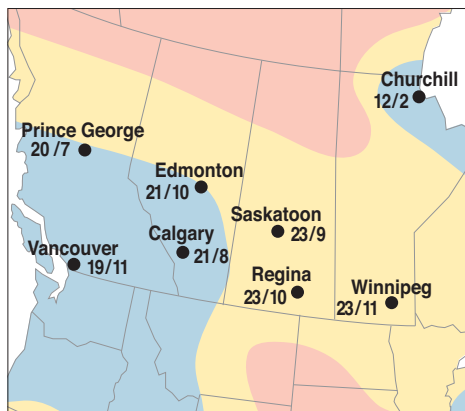 Churchill
12/2
Prince George
20/7
Edmonton
21/10
Saskatoon
23/9
Calgary
21/8
Vancouver
19/11
Regina
23/10
Winnipeg
23/11